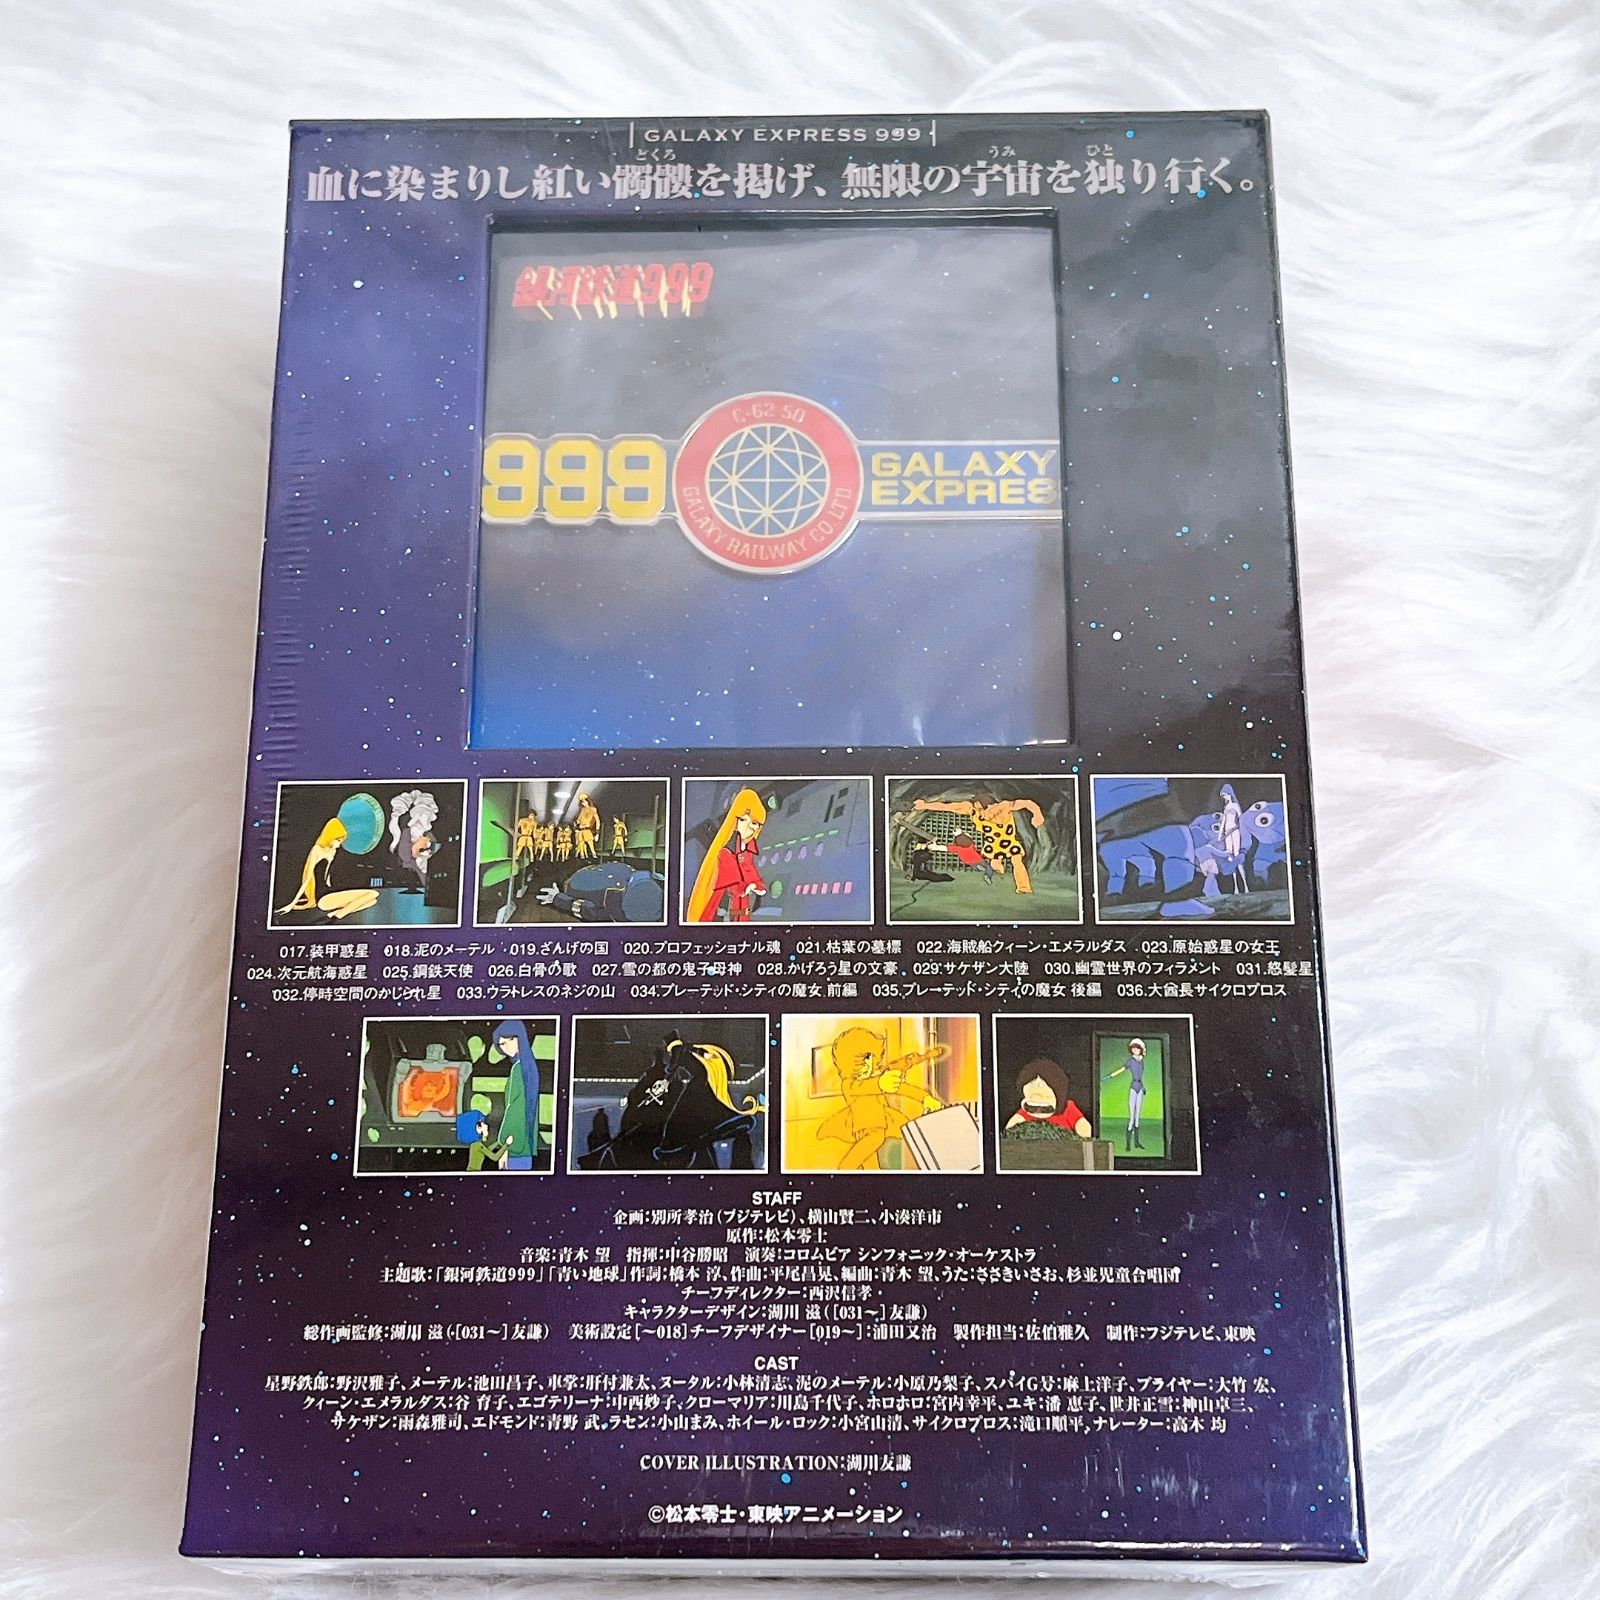 GALAXY EXPRESS 999
どくろ うみ ひと
血に染まりし紅い髑髏を掲げ、無限の宇宙を独り行く。
銀河鉄道999
C-62 50
999 GALAXY
EXPRES
GALAXY RAILWAY CO.LTD
017.装甲惑星 018.泥のメーテル 019.ざんげの国 020.プロフェッショナル魂 021.枯葉の墓標 022.海賊船クィーン・エメラルダス 023.原始惑星の女王
024.次元航海惑星 025.鋼鉄天使 026.白骨の歌 027.雪の都の鬼子母神 028.かげろう星の文豪 029.サケザン大陸 030.幽霊世界のフィラメント 031.怒髪星
032.停時空間のかじられ星 033.ウラトレスのネジの山 034.プレーテッド・シティの魔女 前編 035.プレーテッド・シティの魔女 後編 036.大酋長サイクロプロス
STAFF
企画:別所孝治(フジテレビ)、横山賢二、小湊洋市
原作:松本零士
音楽:青木 望 指揮:中谷勝昭 演奏:コロムビア シンフォニック・オーケストラ
主題歌:「銀河鉄道999」「青い地球」作詞:橋本 淳、作曲:平尾昌晃、編曲:青木 望、うた:ささきいさお、杉並児童合唱団
チーフディレクター:西沢信孝
キャラクターデザイン:湖川 滋([031〜]友謙)
総作画監修:湖川 滋([031〜]友謙) 美術設定[〜018]チーフデザイナー[019〜]:浦田又治 製作担当:佐伯雅久 制作:フジテレビ、東映
CAST
星野鉄郎:野沢雅子、メーテル:池田昌子、車掌:肝付兼太、ヌータル:小林清志、泥のメーテル:小原乃梨子、スパイG号:麻上洋子、プライヤー:大竹 宏、
クィーン・エメラルダス:谷 育子、エゴテリーナ:中西妙子、クローマリア:川島千代子、ホロホロ:宮内幸平、ユキ:潘 恵子、世井正雪:神山卓三、
サケザン:雨森雅司、エドモンド:青野 武、ラセン:小山まみ、ホイール・ロック:小宮山清、サイクロプロス:滝口順平、ナレーター:高木 均
COVER ILLUSTRATION:湖川友謙
©松本零士・東映アニメーション